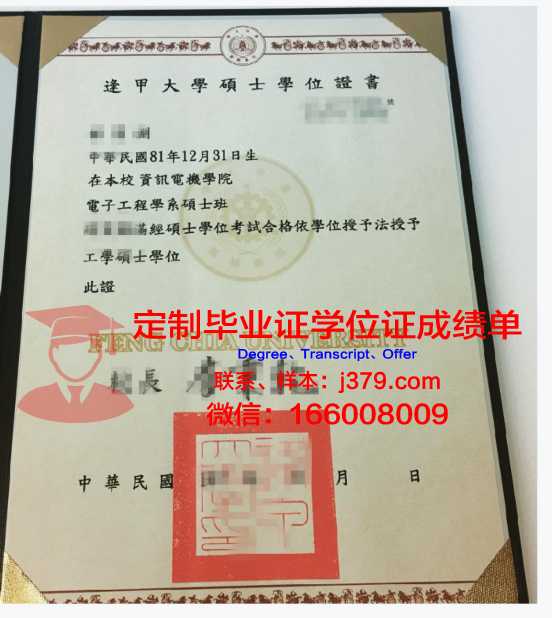 逢甲大學碩士學位證書
號
中華民國81年12月31日生
在本校 資訊電機學院
電子工程學系碩士班
經碩士學位考試合格依學位授予法授予
工學碩士學位
此證
定制毕业证学位证成绩单
FENG CHIA UNIVERSITY
Degree、Transcript、Offer
長
联系、样本：j379.com
微信：166008009
中華民國 月 日